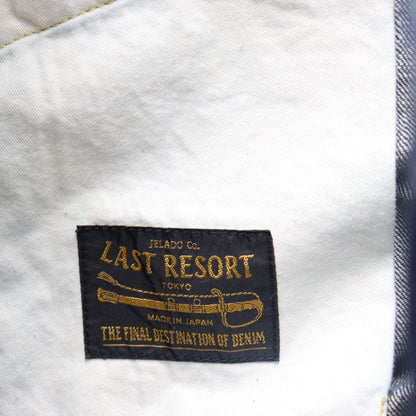 JELADO Co.
LAST RESORT
TOKYO
MADE IN JAPAN
THE FINAL DESTINATION OF DENIM